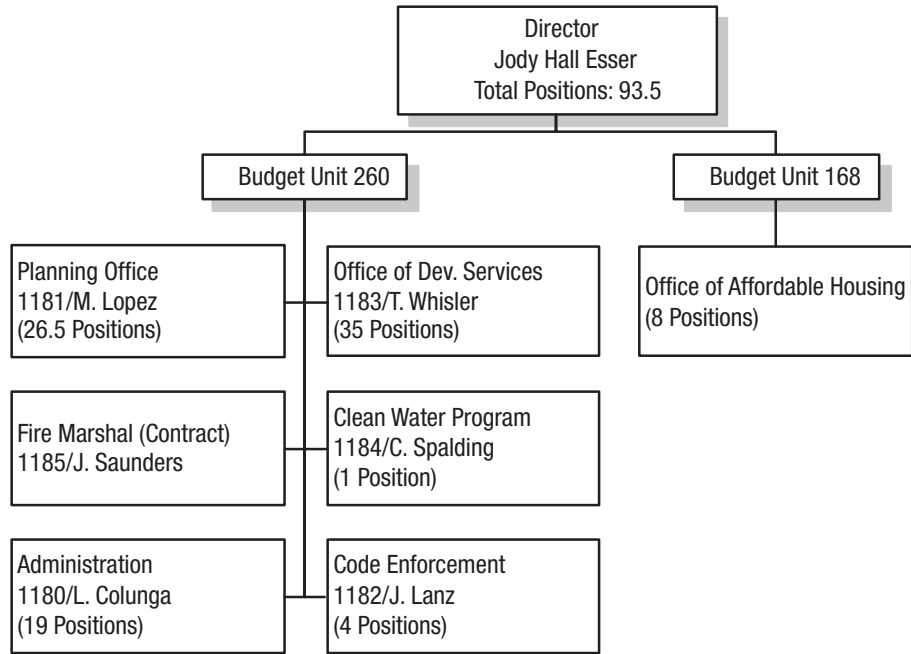 Director
Jody Hall Esser
Total Positions: 93.5
Budget Unit 260
Budget Unit 168
Planning Office
1181/M. Lopez
(26.5 Positions)
Office of Dev. Services
1183/T. Whisler
(35 Positions)
Office of Affordable Housing
(8 Positions)
Fire Marshal (Contract)
1185/J. Saunders
Clean Water Program
1184/C. Spalding
(1 Position)
Administration
1180/L. Colunga
(19 Positions)
Code Enforcement
1182/J. Lanz
(4 Positions)